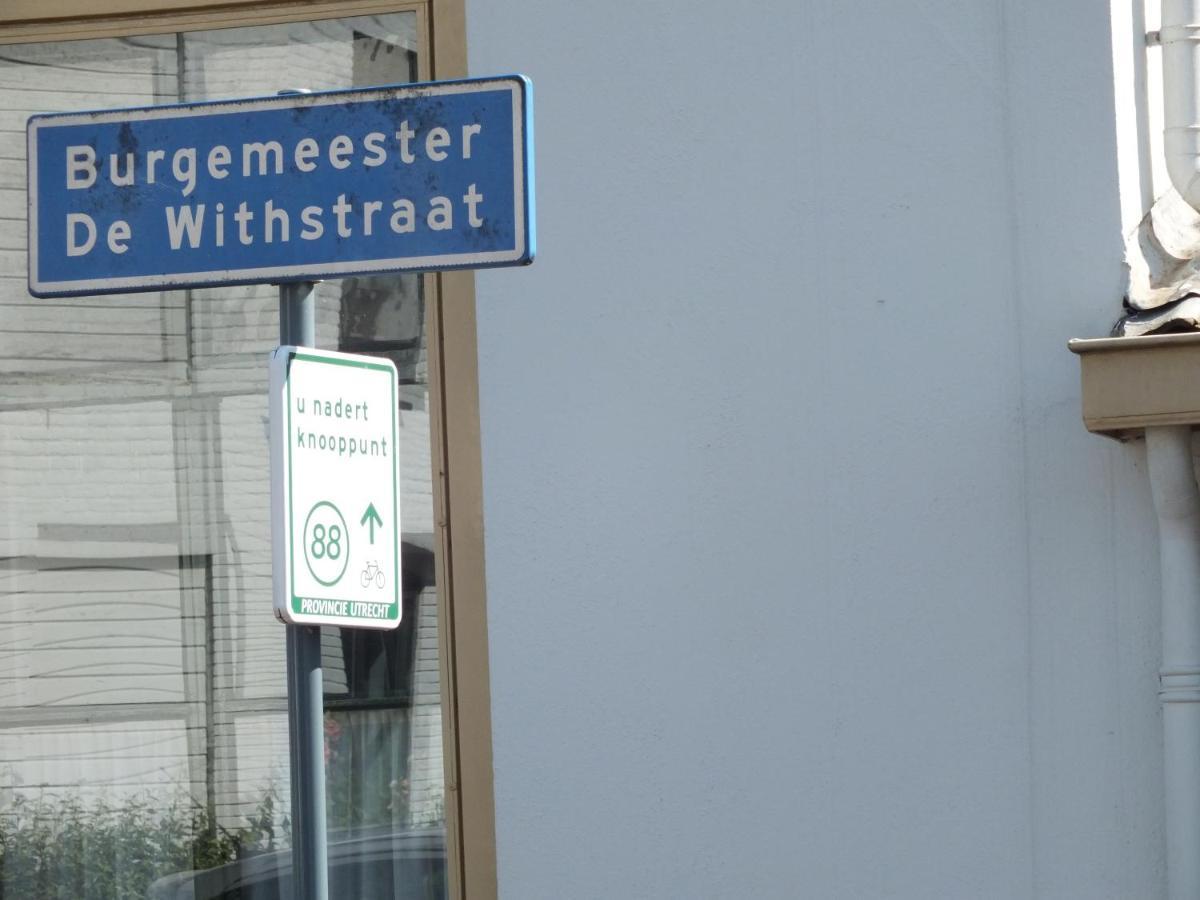 Burgemeester
De Withstraat
u nadert
knooppunt
88
PROVINCIE UTRECHT